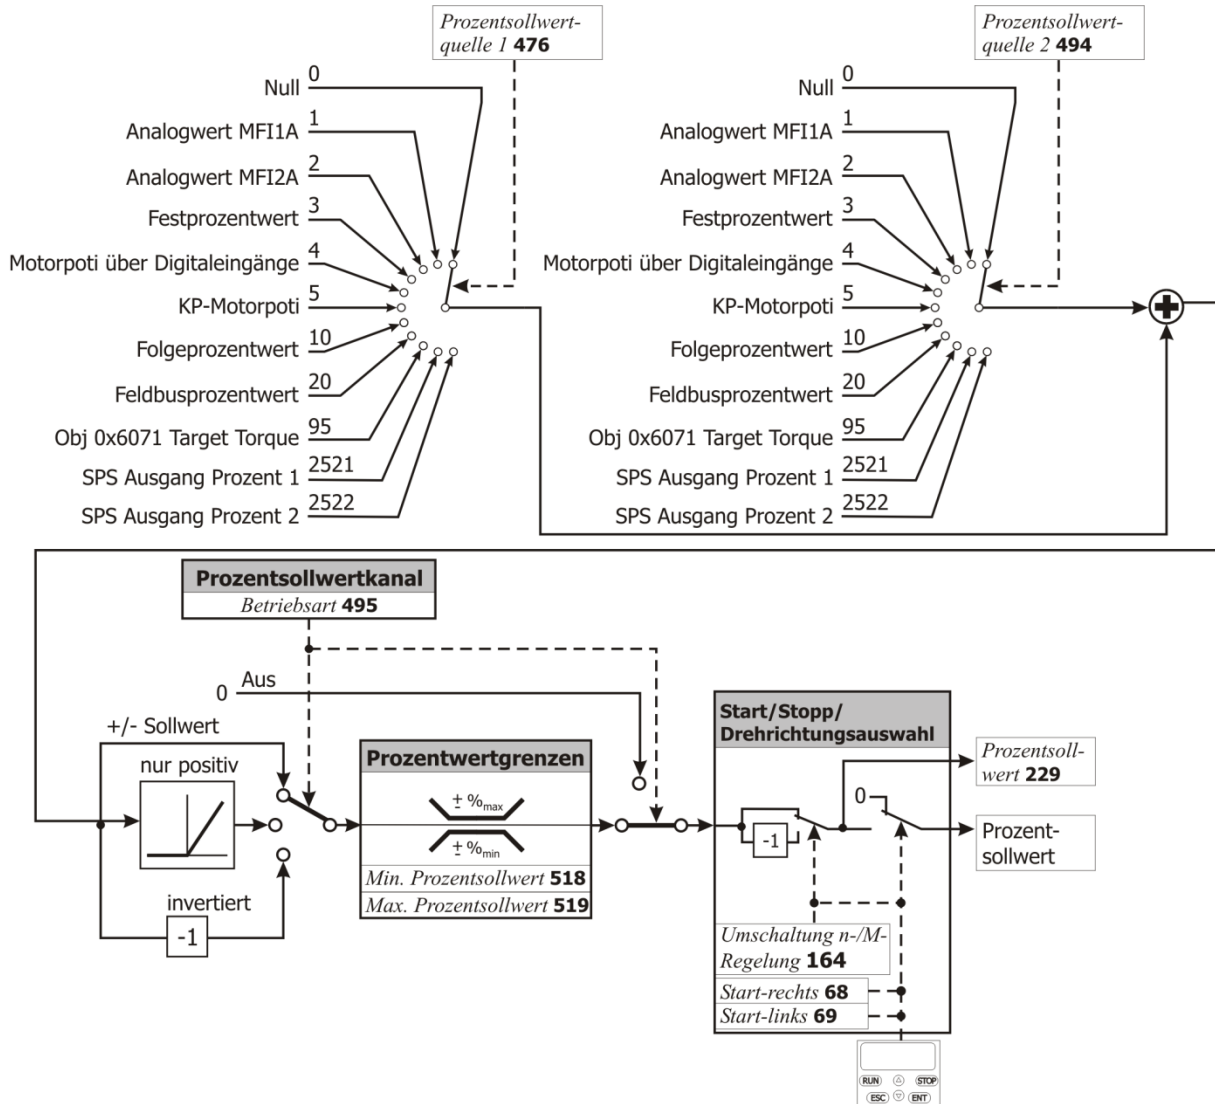 Prozentsollwert-
quelle 1 476
Prozentsollwert-
quelle 2 494
Null 0
Analogwert MFI1A 1
Analogwert MFI2A 2
Festprozentwert 3
Motorpoti über Digitaleingänge 4
KP-Motorpoti 5
Folgeprozentwert 10
Feldbusprozentwert 20
Obj 0x6071 Target Torque 95
SPS Ausgang Prozent 1 2521
SPS Ausgang Prozent 2 2522
Null 0
Analogwert MFI1A 1
Analogwert MFI2A 2
Festprozentwert 3
Motorpoti über Digitaleingänge 4
KP-Motorpoti 5
Folgeprozentwert 10
Feldbusprozentwert 20
Obj 0x6071 Target Torque 95
SPS Ausgang Prozent 1 2521
SPS Ausgang Prozent 2 2522
Prozentsollwertkanal
Betriebsart 495
0 Aus
+/- Sollwert
nur positiv
invertiert
-1
Prozentwertgrenzen
± %max
± %min
Min. Prozentsollwert 518
Max. Prozentsollwert 519
Start/Stopp/
Drehrichtungsauswahl
-1
0
Umschaltung n-/M-
Regelung 164
Start-rechts 68
Start-links 69
Prozentsoll-
wert 229
Prozent-
sollwert
RUN STOP
ESC ENT